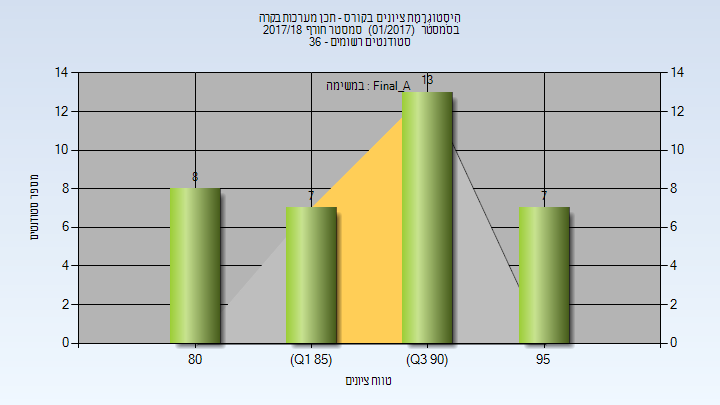 היסטוגרמת ציונים בקורס - תכן מערכות בקרה
בסמסטר (01/2017) סמסטר חורף 2017/18
סטודנטים רשומים - 36
במשימה : Final_A
14
12
10
8
6
4
2
0
14
12
10
8
6
4
2
0
8
7
13
7
מספר סטודנטים
80
(Q1 85)
(Q3 90)
95
טווח ציונים